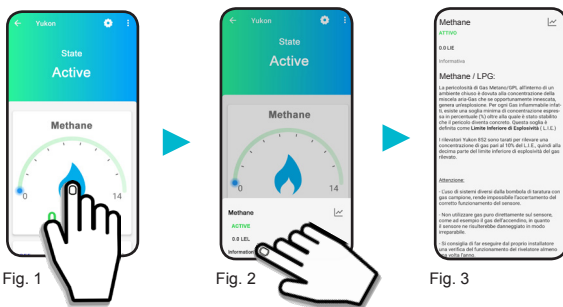 Yukon
State
Active
Methane
0
14
0
Fig. 1
Yukon
State
Active
Methane
0
14
Methane
ACTIVE
0.0 LEL
Information
Fig. 2
Methane
ATTIVO
0.0 LIE
Informativa
Methane / LPG:
La pericolosità di Gas Metano/GPL all'interno di un
ambiente chiuso è dovuta alla concentrazione della
miscela aria-Gas che se opportunamente innescata,
genera un'esplosione. Per ogni Gas infiammabile infat-
ti, esiste una soglia minima di concentrazione espres-
sa in percentuale (%) oltre alla quale è stato stabilito
che il pericolo diventa concreto. Questa soglia è
definita come Limite Inferiore di Esplosività ( L.I.E.)
I rilevatori Yukon 852 sono tarati per rilevare una
concentrazione di gas pari al 10% del L.I.E., quindi alla
decima parte del limite inferiore di esplosività del gas
rilevato.
Attenzione:
- L'uso di sistemi diversi dalla bombola di taratura con
gas campione, rende impossibile l'accertamento del
corretto funzionamento del sensore.
- Non utilizzare gas puro direttamente sul sensore,
come ad esempio il gas dell'accendino, in quanto
il sensore ne risulterebbe danneggiato in modo
irreparabile.
- Si consiglia di far eseguire dal proprio installatore
una verifica del funzionamento del rivelatore almeno
una volta l'anno.
Fig. 3